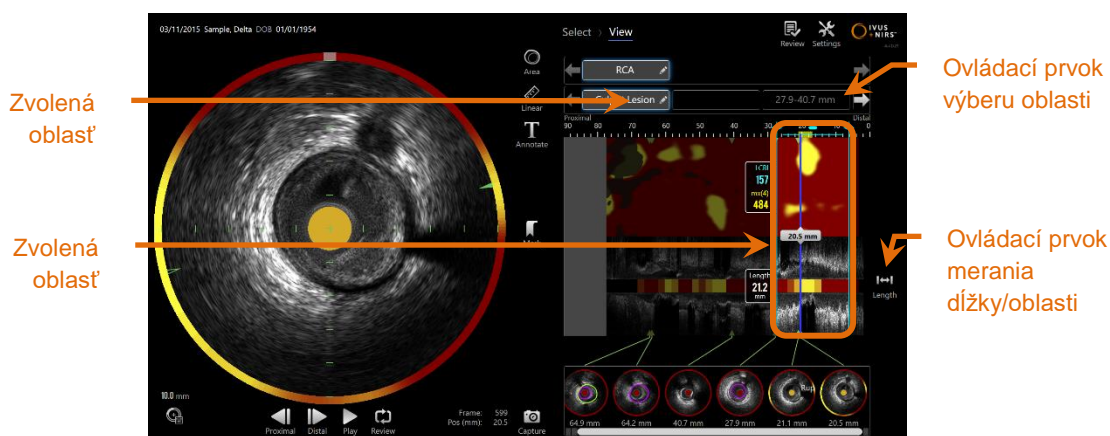 03/11/2015 Sample, Delta DOB 01/01/1954
Select > View
Review
Settings
IVUS
+NIRS™
Area
Linear
T
Annotate
RCA
Lesion
27.9-40.7 mm
Proximal
Distal
90 80 70 60 50 40 30 20 0
Zvolená
oblasť
Ovládací prvok
výberu oblasti
LCBI
157
mx(4)
484
20.5 mm
Length
21.2
mm
Length
Zvolená
oblasť
Ovládací prvok
merania
dĺžky/oblasti
10.0 mm
Proximal
Distal
Play
Review
Frame: 599
Pos (mm): 20.5
Capture
Rup
64.9 mm
64.2 mm
40.7 mm
27.9 mm
21.1 mm
20.5 mm